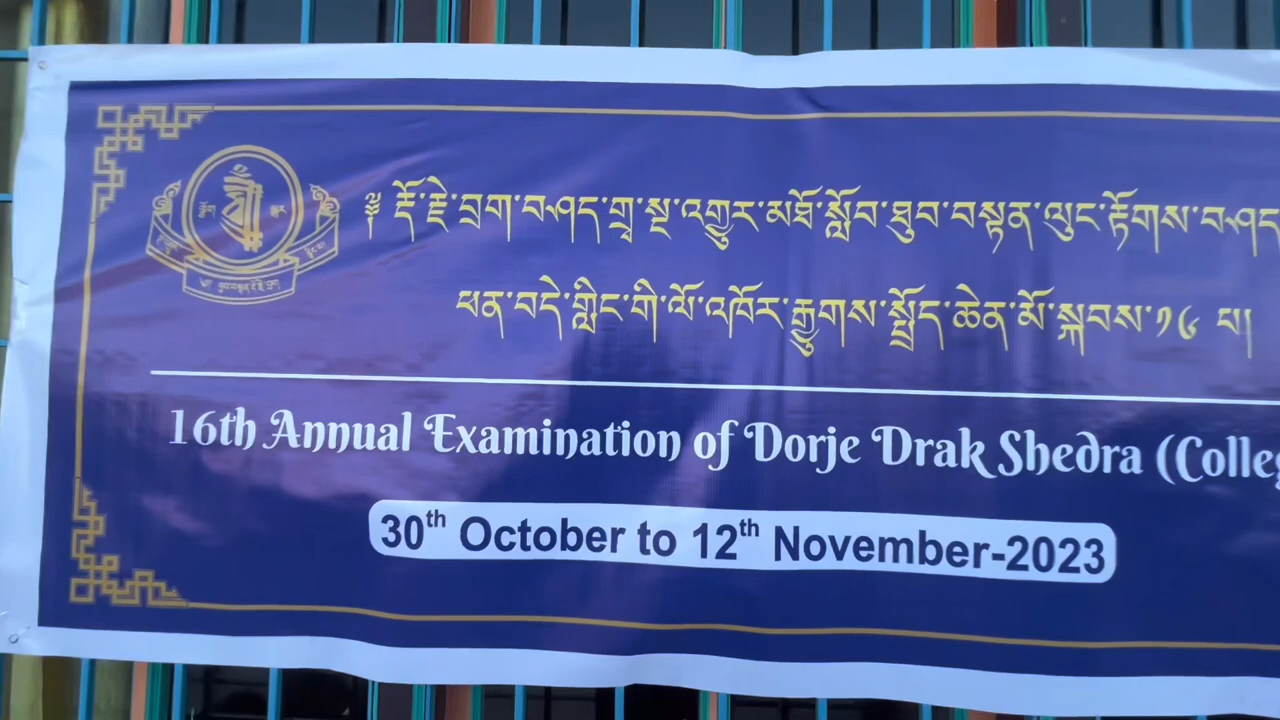 ༄ རྡོ་རྗེ་བྲག་བཤད་གྲྭ་སྔ་འགྱུར་མཐོ་སློབ་ཐུབ་བསྟན་ལུང་རྟོགས་བཤད
ཕན་བདེ་གླིང་གི་ལོ་འཁོར་རྒྱུགས་སྤྲོད་ཆེན་མོ་སྐབས་༡༦ པ།
16th Annual Examination of Dorje Drak Shedra (Colleg
30th October to 12th November-2023